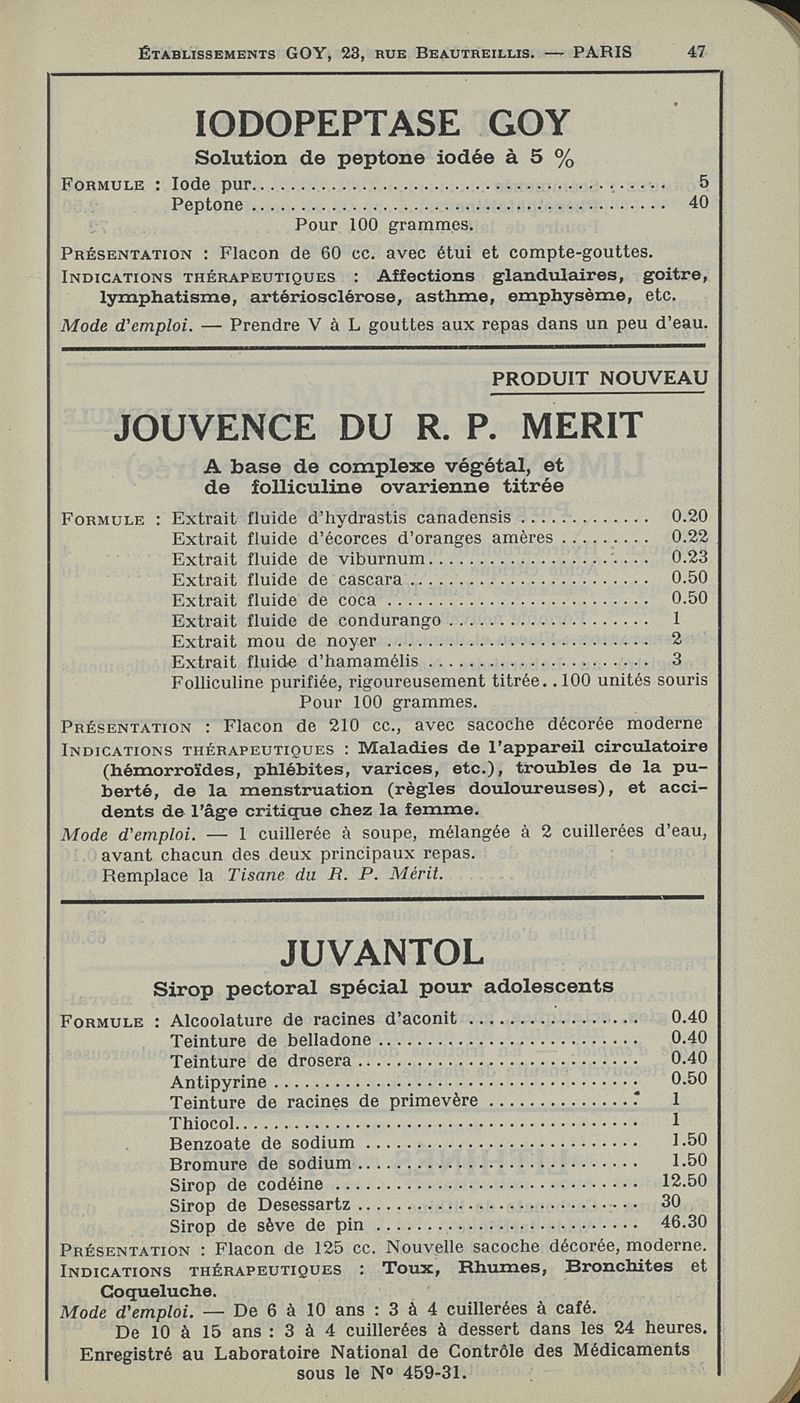 ÉTABLISSEMENTS GOY, 23, RUE BEAUTREILLIS. — PARIS 47
IODOPEPTASE GOY
Solution de peptone iodée à 5 %
FORMULE : Iode pur........................................ 5
Peptone ........................................ 40
Pour 100 grammes.
PRÉSENTATION : Flacon de 60 cc. avec étui et compte-gouttes.
INDICATIONS THÉRAPEUTIQUES : Affections glandulaires, goitre,
lymphatisme, artériosclérose, asthme, emphysème, etc.
Mode d'emploi. — Prendre V à L gouttes aux repas dans un peu d'eau.
PRODUIT NOUVEAU
JOUVENCE DU R. P. MERIT
A base de complexe végétal, et
de folliculine ovarienne titrée
FORMULE : Extrait fluide d'hydrastis canadensis ............. 0.20
Extrait fluide d'écorces d'oranges amères ......... 0.22
Extrait fluide de viburnum...................... 0.23
Extrait fluide de cascara ........................ 0.50
Extrait fluide de coca .......................... 0.50
Extrait fluide de condurango .................... 1
Extrait mou de noyer .......................... 2
Extrait fluide d'hamamélis ...................... 3
Folliculine purifiée, rigoureusement titrée..100 unités souris
Pour 100 grammes.
PRÉSENTATION : Flacon de 210 cc., avec sacoche décorée moderne
INDICATIONS THÉRAPEUTIQUES : Maladies de l'appareil circulatoire
(hémorroïdes, phlébites, varices, etc.), troubles de la pu-
berté, de la menstruation (règles douloureuses), et acci-
dents de l'âge critique chez la femme.
Mode d'emploi. — 1 cuillerée à soupe, mélangée à 2 cuillerées d'eau,
avant chacun des deux principaux repas.
Remplace la Tisane du R. P. Mérit.
JUVANTOL
Sirop pectoral spécial pour adolescents
FORMULE : Alcoolature de racines d'aconit ................. 0.40
Teinture de belladone .......................... 0.40
Teinture de drosera ............................ 0.40
Antipyrine .................................... 0.50
Teinture de racines de primevère ............... 1
Thiocol........................................ 1
Benzoate de sodium ........................... 1.50
Bromure de sodium ............................ 1.50
Sirop de codéine .............................. 12.50
Sirop de Desessartz ............................ 30
Sirop de sève de pin .......................... 46.30
PRÉSENTATION : Flacon de 125 cc. Nouvelle sacoche décorée, moderne.
INDICATIONS THÉRAPEUTIQUES : Toux, Rhumes, Bronchites et
Coqueluche.
Mode d'emploi. — De 6 à 10 ans : 3 à 4 cuillerées à café.
De 10 à 15 ans : 3 à 4 cuillerées à dessert dans les 24 heures.
Enregistré au Laboratoire National de Contrôle des Médicaments
sous le Nº 459-31.